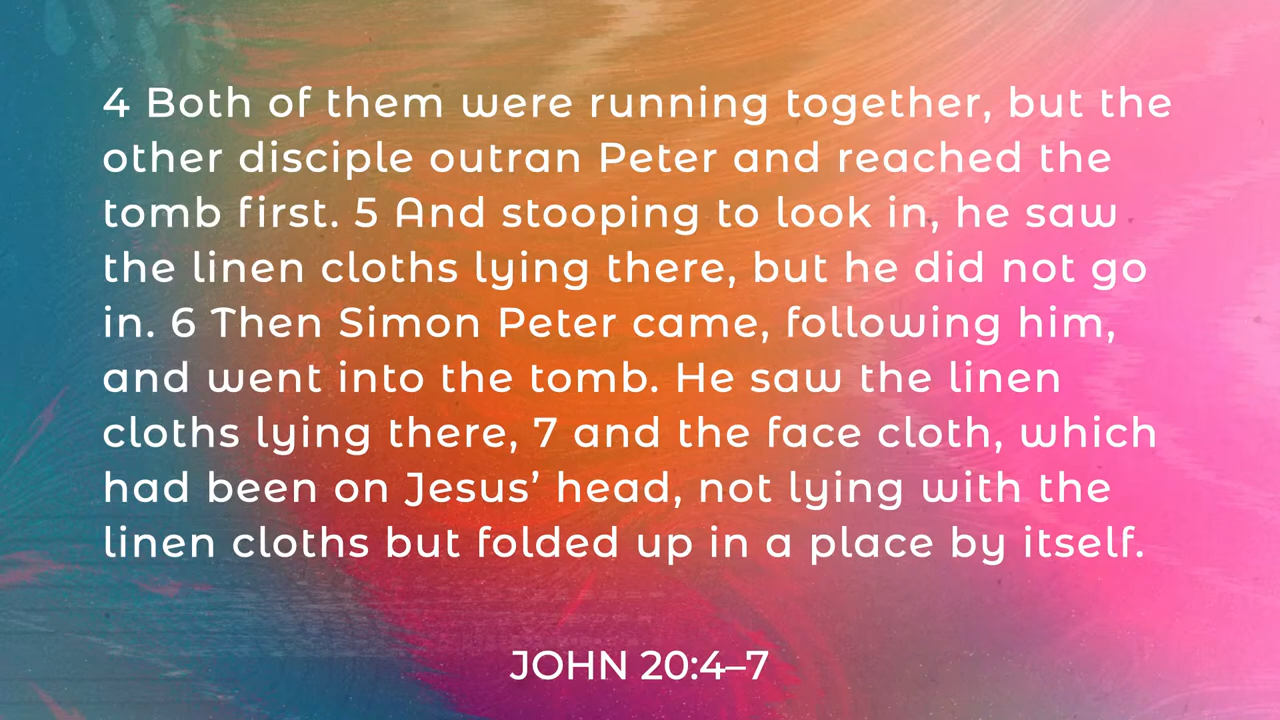 4 Both of them were running together, but the
other disciple outran Peter and reached the
tomb first. 5 And stooping to look in, he saw
the linen cloths lying there, but he did not go
in. 6 Then Simon Peter came, following him,
and went into the tomb. He saw the linen
cloths lying there, 7 and the face cloth, which
had been on Jesus’ head, not lying with the
linen cloths but folded up in a place by itself.
JOHN 20:4–7